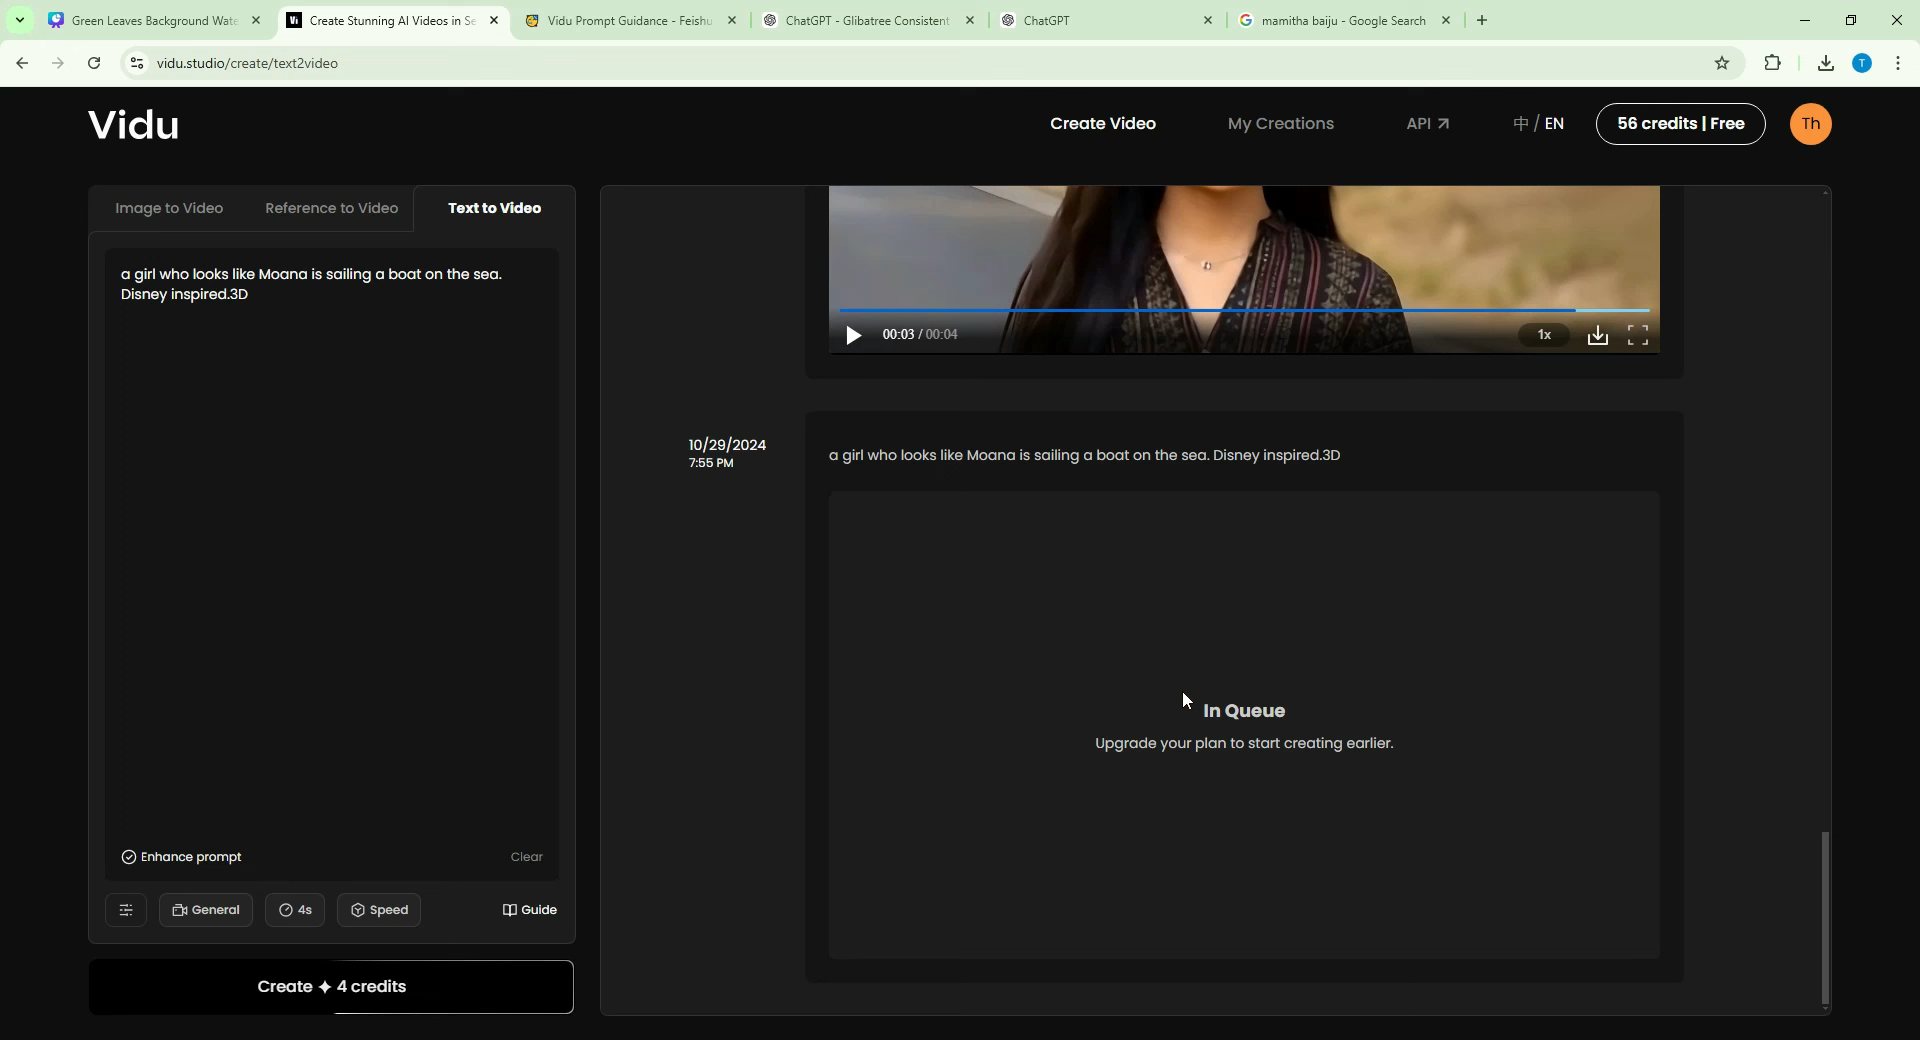 Green Leaves Background Wate
Create Stunning AI Videos in Se
Vidu Prompt Guidance - Feishu
ChatGPT - Glibatree Consistent
ChatGPT
mamitha baiju - Google Search
vidu.studio/create/text2video
T
Vidu
Create Video
My Creations
API
中 / EN
56 credits | Free
Th
Image to Video
Reference to Video
Text to Video
a girl who looks like Moana is sailing a boat on the sea.
Disney inspired.3D
Enhance prompt
Clear
General
4s
Speed
Guide
Create ✦ 4 credits
00:03 / 00:04
1x
10/29/2024
7:55 PM
a girl who looks like Moana is sailing a boat on the sea. Disney inspired.3D
In Queue
Upgrade your plan to start creating earlier.